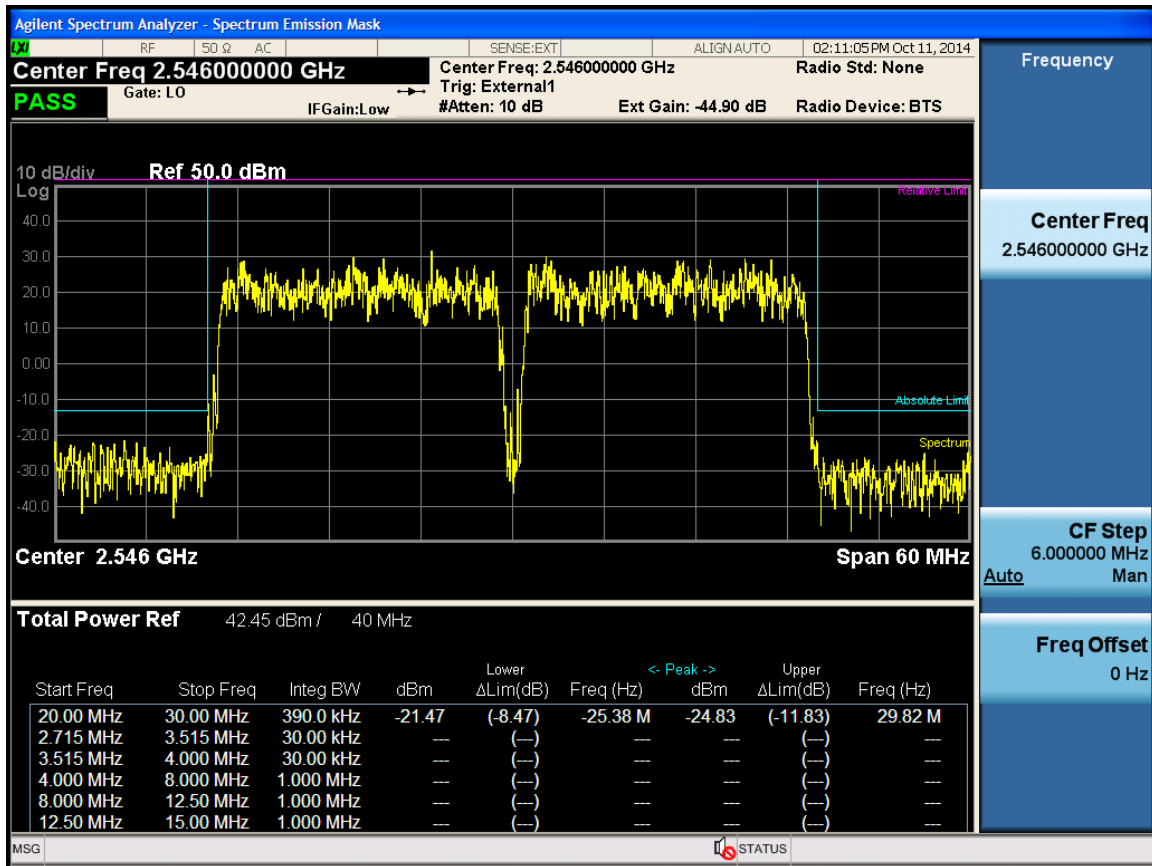 Agilent Spectrum Analyzer - Spectrum Emission Mask
LXI RF 50 Ω AC SENSE:EXT ALIGN AUTO 02:11:05 PM Oct 11, 2014
Center Freq 2.546000000 GHz
Center Freq: 2.546000000 GHz Radio Std: None
PASS Gate: LO Trig: External1
IFGain:Low #Atten: 10 dB Ext Gain: -44.90 dB Radio Device: BTS
Frequency
10 dB/div Ref 50.0 dBm
Log
Relative Limit
40.0
30.0
20.0
10.0
0.00
-10.0
Absolute Limit
-20.0
Spectrum
-30.0
-40.0
Center 2.546 GHz Span 60 MHz
Center Freq
2.546000000 GHz
CF Step
6.000000 MHz
Auto Man
Freq Offset
0 Hz
Total Power Ref 42.45 dBm / 40 MHz
Lower <- Peak -> Upper
Start Freq Stop Freq Integ BW dBm ΔLim(dB) Freq (Hz) dBm ΔLim(dB) Freq (Hz)
20.00 MHz 30.00 MHz 390.0 kHz -21.47 (-8.47) -25.38 M -24.83 (-11.83) 29.82 M
2.715 MHz 3.515 MHz 30.00 kHz --- (---) --- --- (---) ---
3.515 MHz 4.000 MHz 30.00 kHz --- (---) --- --- (---) ---
4.000 MHz 8.000 MHz 1.000 MHz --- (---) --- --- (---) ---
8.000 MHz 12.50 MHz 1.000 MHz --- (---) --- --- (---) ---
12.50 MHz 15.00 MHz 1.000 MHz --- (---) --- --- (---) ---
MSG STATUS